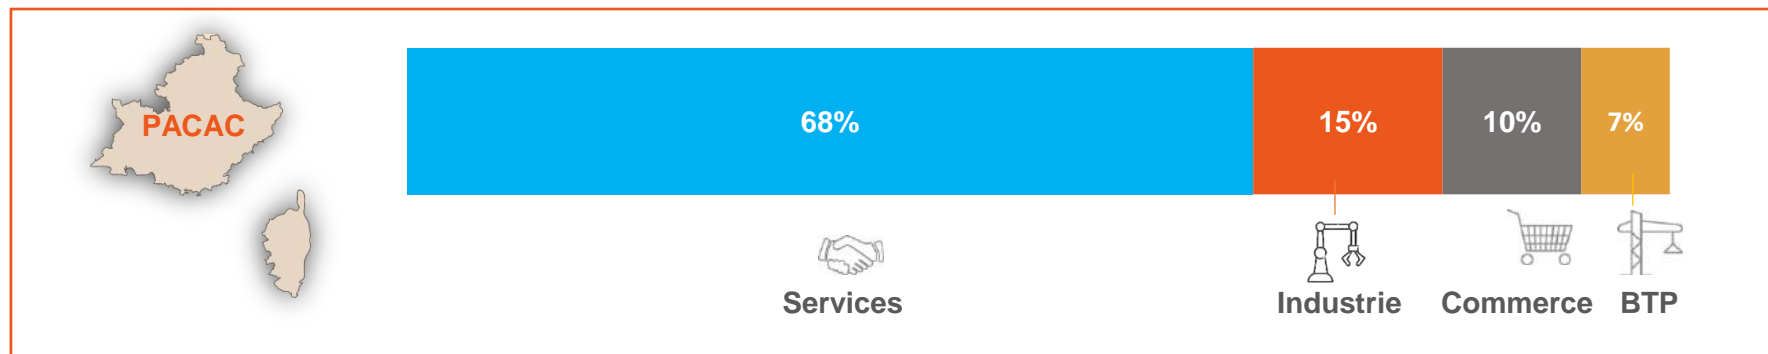 PACAC
68%
15%
10%
7%
Services
Industrie
Commerce
BTP